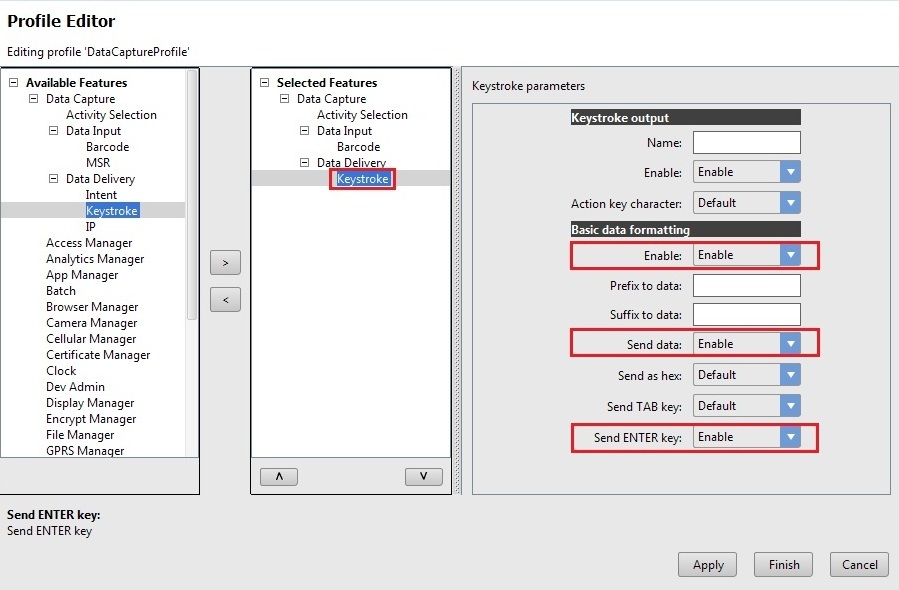 Profile Editor
Editing profile 'DataCaptureProfile'
Available Features
Data Capture
Activity Selection
Data Input
Barcode
MSR
Data Delivery
Intent
Keystroke
IP
Access Manager
Analytics Manager
App Manager
Batch
Browser Manager
Camera Manager
Cellular Manager
Certificate Manager
Clock
Dev Admin
Display Manager
Encrypt Manager
File Manager
GPRS Manager
>
<
Selected Features
Data Capture
Activity Selection
Data Input
Barcode
Data Delivery
Keystroke
Keystroke parameters
Keystroke output
Name:
Enable: Enable
Action key character: Default
Basic data formatting
Enable: Enable
Prefix to data:
Suffix to data:
Send data: Enable
Send as hex: Default
Send TAB key: Default
Send ENTER key: Enable
Send ENTER key:
Send ENTER key
Apply Finish Cancel